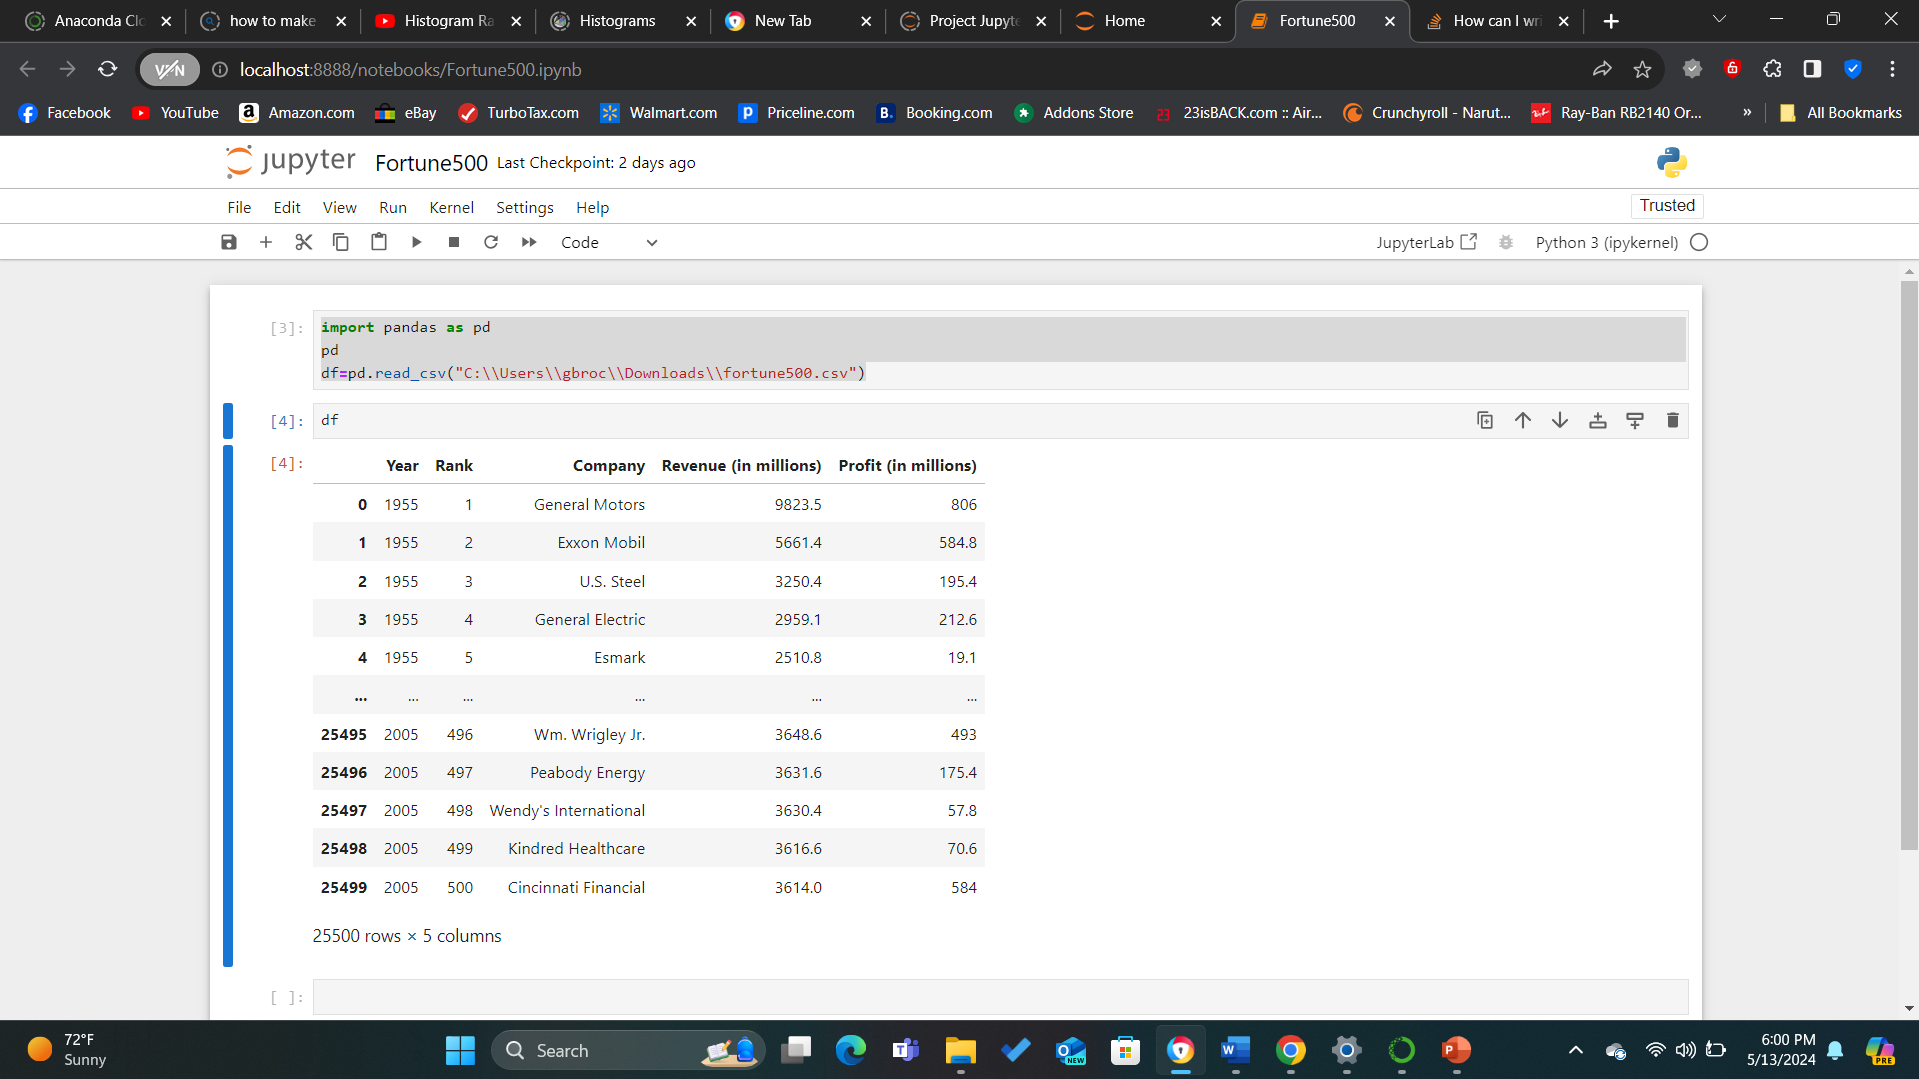 Anaconda Clo
how to make
Histogram Ra
Histograms
New Tab
Project Jupyte
Home
Fortune500
How can I wri
VPN
localhost:8888/notebooks/Fortune500.ipynb
Facebook
YouTube
Amazon.com
eBay
TurboTax.com
Walmart.com
Priceline.com
Booking.com
Addons Store
23isBACK.com :: Air...
Crunchyroll - Narut...
Ray-Ban RB2140 Or...
»
All Bookmarks
jupyter Fortune500 Last Checkpoint: 2 days ago
File Edit View Run Kernel Settings Help
Trusted
Code
JupyterLab
Python 3 (ipykernel)
[3]: import pandas as pd
pd
df=pd.read_csv("C:\\Users\\gbroc\\Downloads\\fortune500.csv")
[4]: df
[4]: Year Rank Company Revenue (in millions) Profit (in millions)
0 1955 1 General Motors 9823.5 806
1 1955 2 Exxon Mobil 5661.4 584.8
2 1955 3 U.S. Steel 3250.4 195.4
3 1955 4 General Electric 2959.1 212.6
4 1955 5 Esmark 2510.8 19.1
... ... ... ... ... ...
25495 2005 496 Wm. Wrigley Jr. 3648.6 493
25496 2005 497 Peabody Energy 3631.6 175.4
25497 2005 498 Wendy's International 3630.4 57.8
25498 2005 499 Kindred Healthcare 3616.6 70.6
25499 2005 500 Cincinnati Financial 3614.0 584
25500 rows × 5 columns
[ ]:
72°F
Sunny
Search
NEW
6:00 PM
5/13/2024
PRE